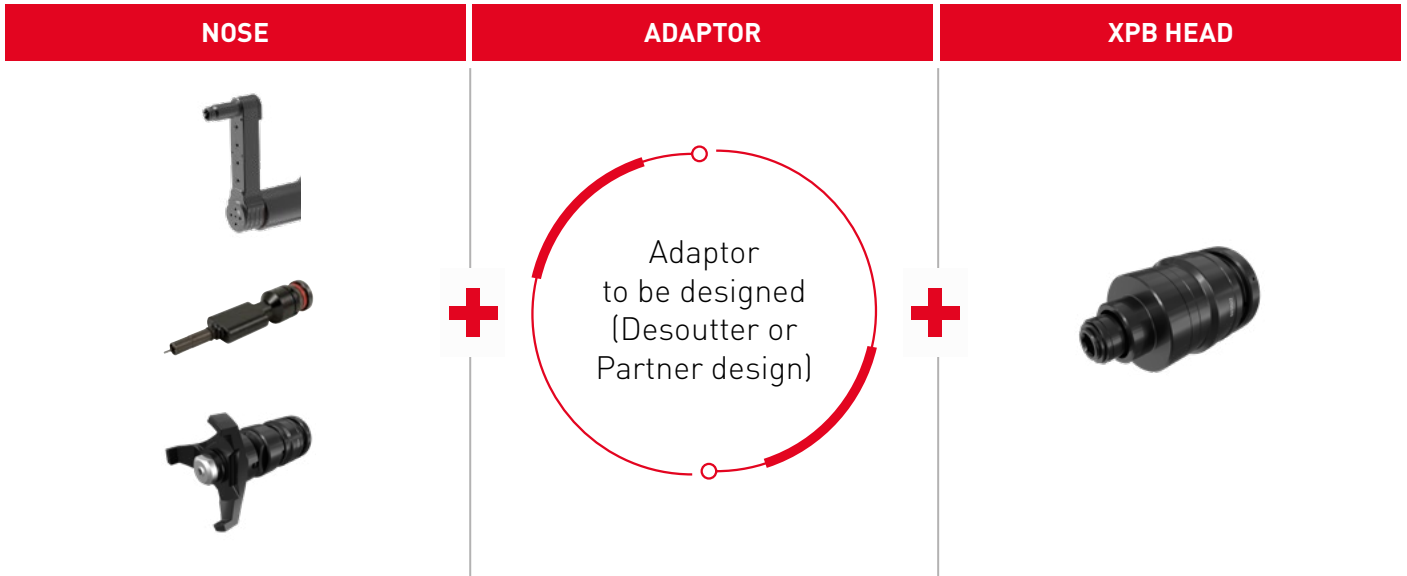 NOSE
ADAPTOR
XPB HEAD
Adaptor
to be designed
(Desoutter or
Partner design)